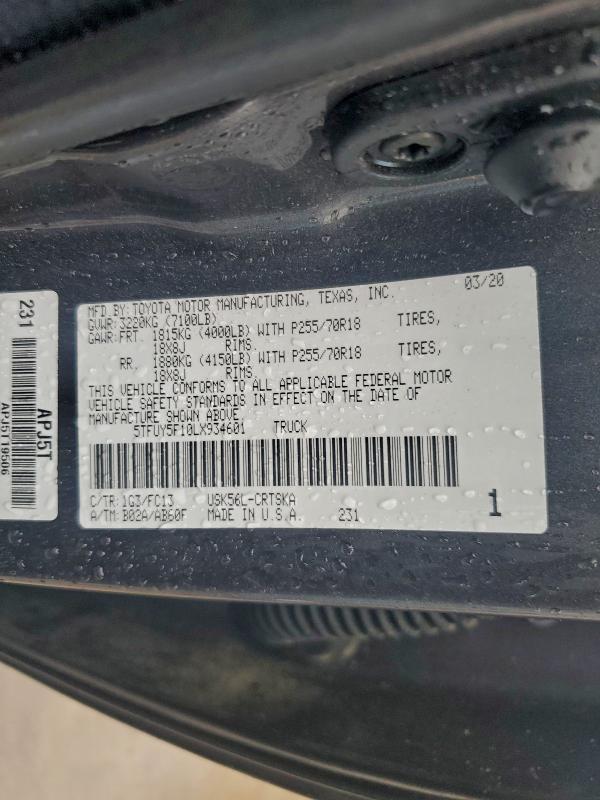 MFD.BY:TOYOTA MOTOR MANUFACTURING, TEXAS, INC. 03/20
GVWR: 3220KG (7100LB)
GAWR:FRT. 1815KG (4000LB) WITH P255/70R18 TIRES,
18X8J RIMS.
RR. 1880KG (4150LB) WITH P255/70R18 TIRES,
18X8J RIMS.
THIS VEHICLE CONFORMS TO ALL APPLICABLE FEDERAL MOTOR
VEHICLE SAFETY STANDARDS IN EFFECT ON THE DATE OF
MANUFACTURE SHOWN ABOVE.
5TFUY5F10LX934601 TRUCK
C/TR: 1G3/FC13 USK56L-CRTSKA
A/TM: B02A/AB60F MADE IN U.S.A. 231 1
231
APJ5T
APJ5T19506